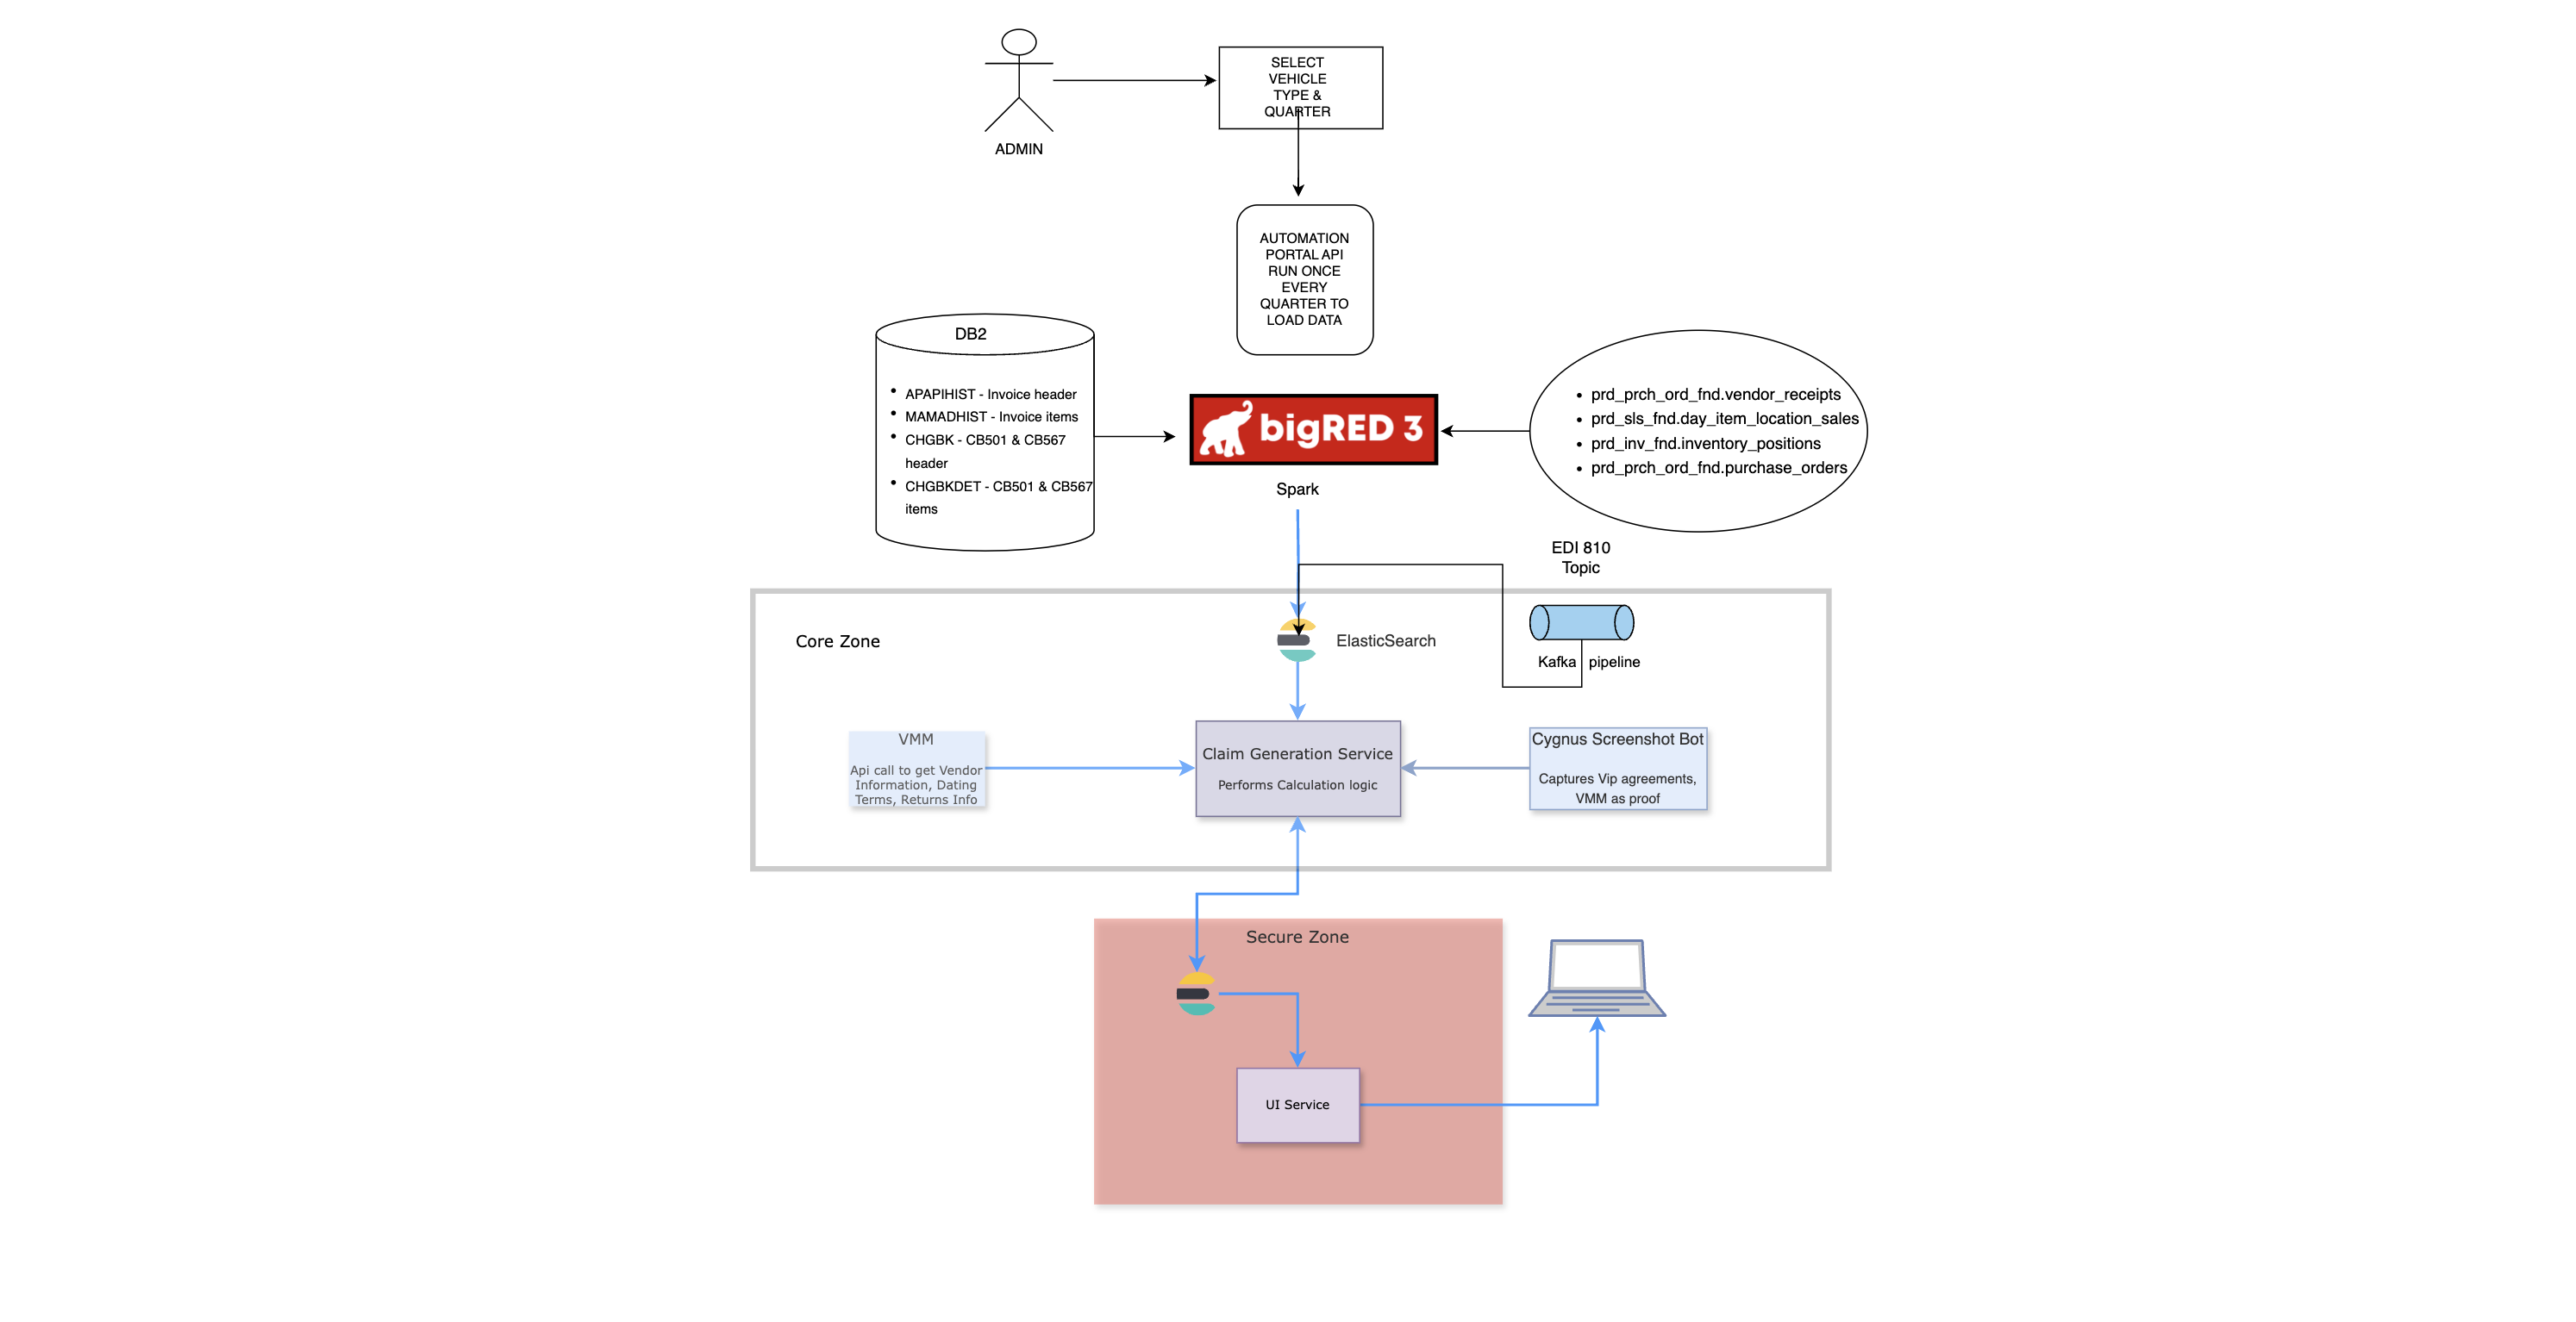 SELECT
VEHICLE
TYPE &
QUARTER
ADMIN
AUTOMATION
PORTAL API
RUN ONCE
EVERY
QUARTER TO
LOAD DATA
DB2
• APAPIHIST - Invoice header
• MAMADHIST - Invoice items
• CHGBK - CB501 & CB567
header
• CHGBKDET - CB501 & CB567
items
bigRED 3
Spark
• prd_prch_ord_fnd.vendor_receipts
• prd_sls_fnd.day_item_location_sales
• prd_inv_fnd.inventory_positions
• prd_prch_ord_fnd.purchase_orders
EDI 810
Topic
Core Zone
ElasticSearch
Kafka pipeline
VMM
Api call to get Vendor
Information, Dating
Terms, Returns Info
Claim Generation Service
Performs Calculation logic
Cygnus Screenshot Bot
Captures Vip agreements,
VMM as proof
Secure Zone
UI Service